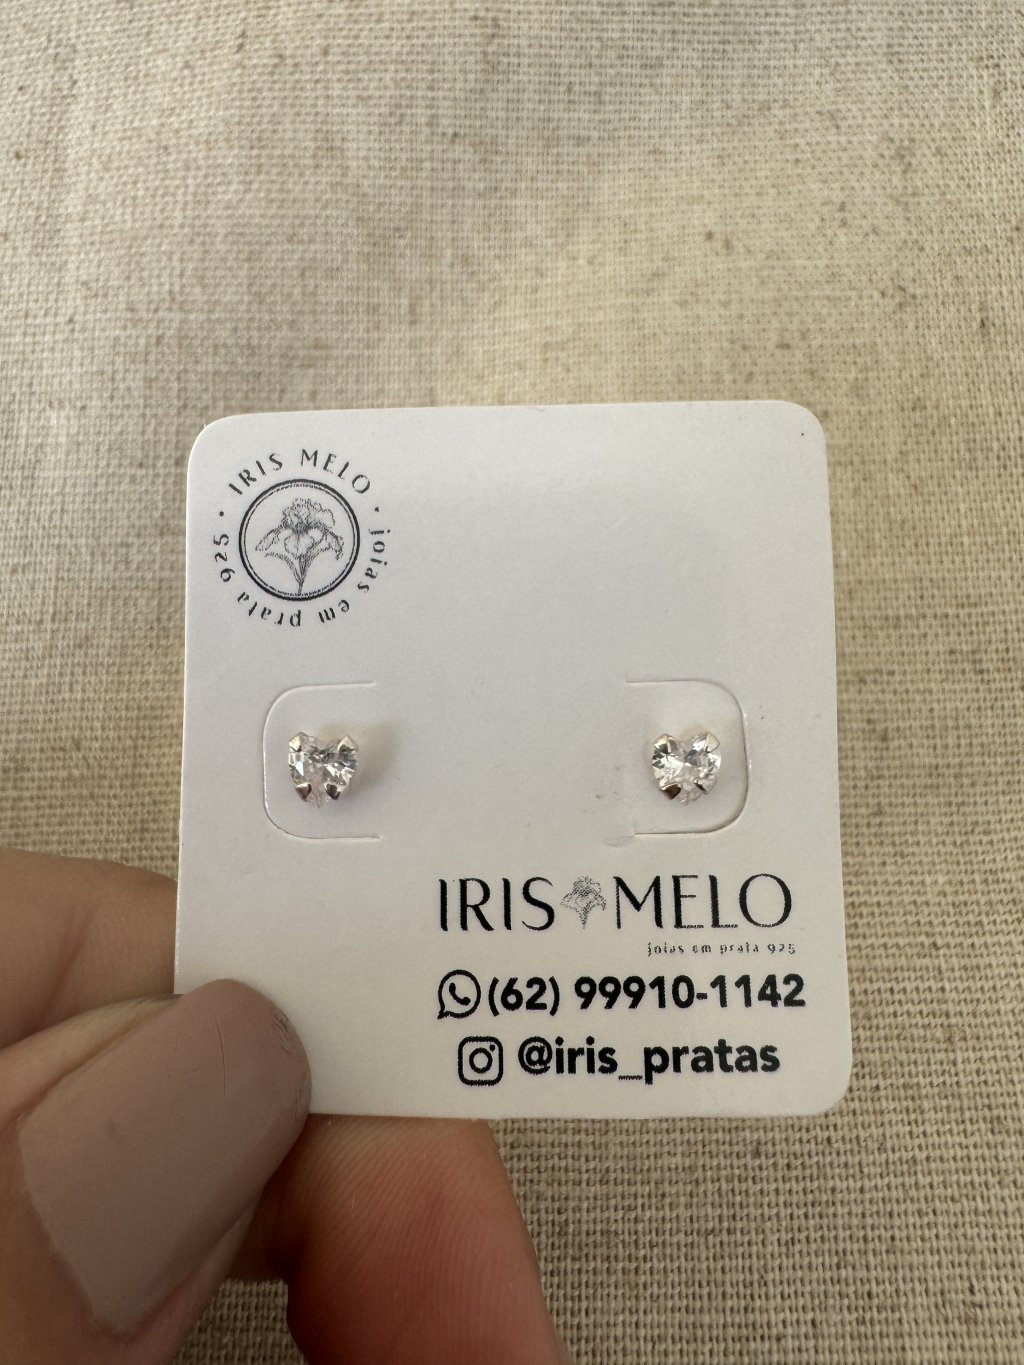 IRIS MELO • joias em prata 925 •
IRIS MELO
joias em prata 925
(62) 99910-1142
@iris_pratas